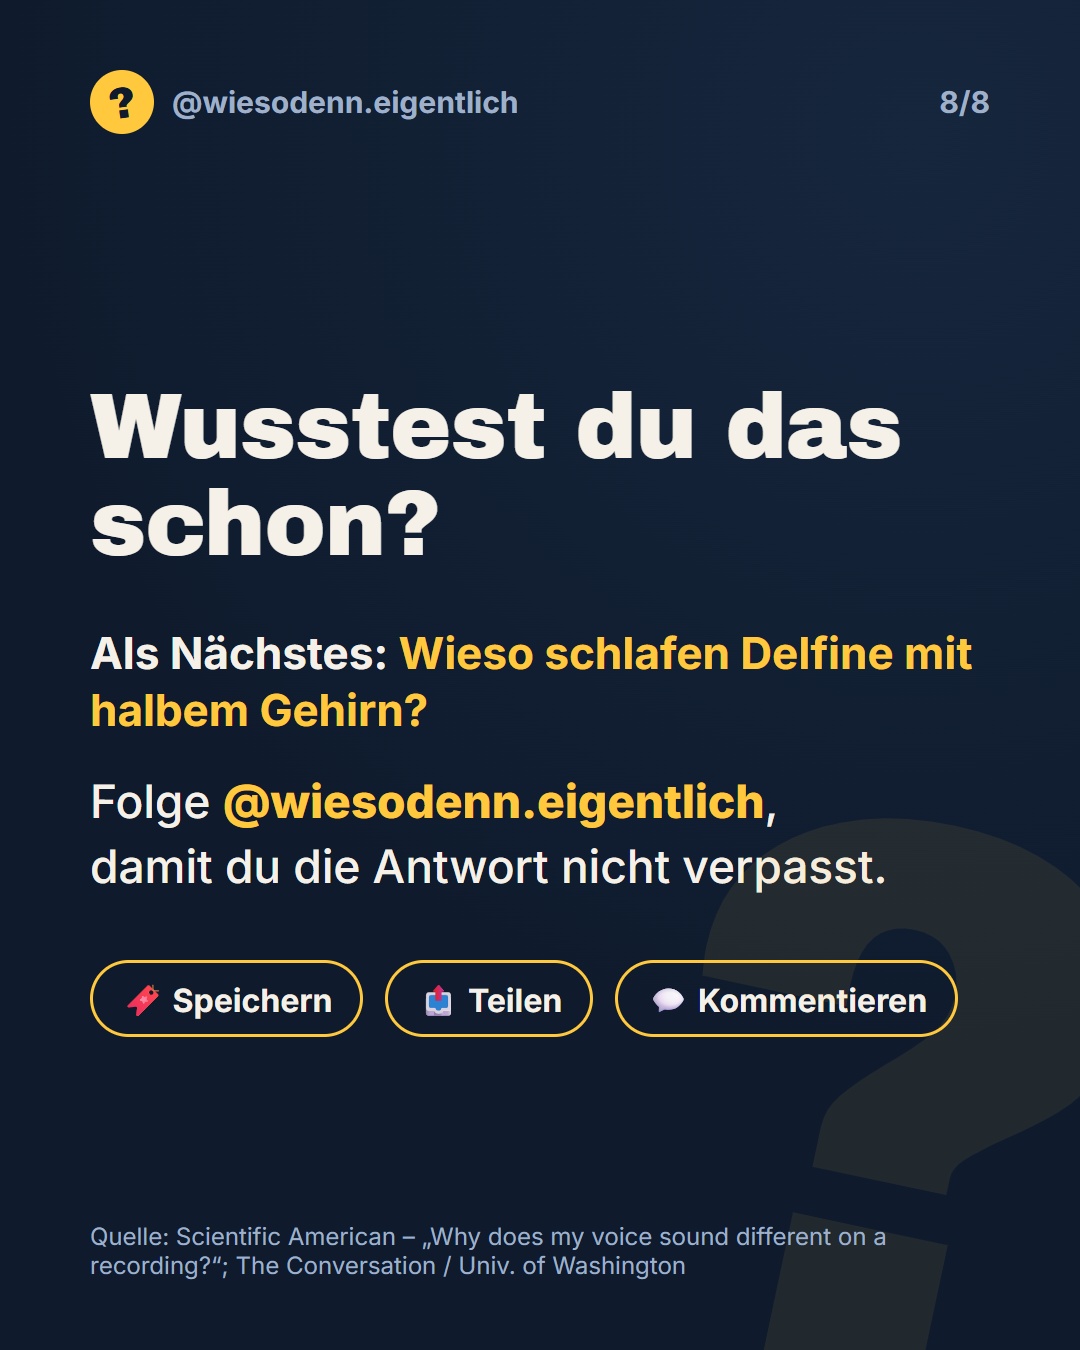 ? @wiesodenn.eigentlich 8/8
Wusstest du das
schon?
Als Nächstes: Wieso schlafen Delfine mit
halbem Gehirn?
Folge @wiesodenn.eigentlich,
damit du die Antwort nicht verpasst.
Speichern Teilen Kommentieren
Quelle: Scientific American – „Why does my voice sound different on a
recording?“; The Conversation / Univ. of Washington